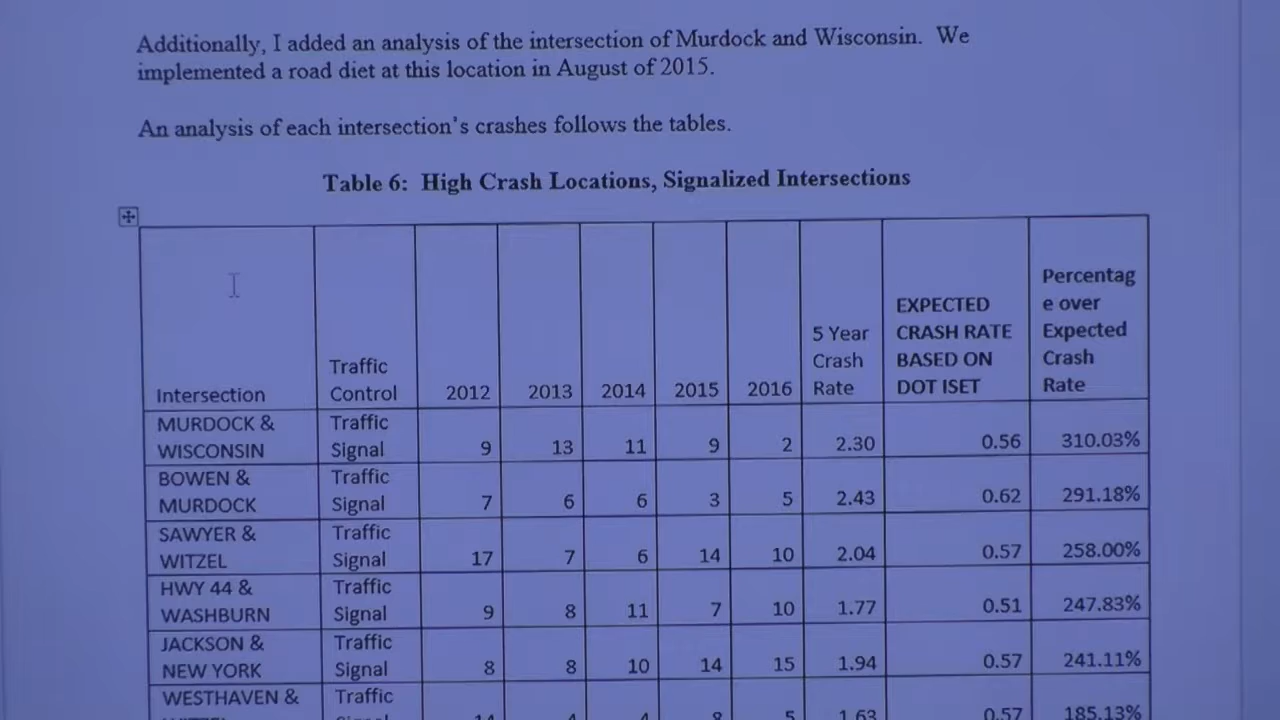 Additionally, I added an analysis of the intersection of Murdock and Wisconsin. We
implemented a road diet at this location in August of 2015.
An analysis of each intersection's crashes follows the tables.
Table 6: High Crash Locations, Signalized Intersections
Intersection Traffic Control 2012 2013 2014 2015 2016 5 Year Crash Rate EXPECTED CRASH RATE BASED ON DOT ISET Percentag e over Expected Crash Rate
MURDOCK & WISCONSIN Traffic Signal 9 13 11 9 2 2.30 0.56 310.03%
BOWEN & MURDOCK Traffic Signal 7 6 6 3 5 2.43 0.62 291.18%
SAWYER & WITZEL Traffic Signal 17 7 6 14 10 2.04 0.57 258.00%
HWY 44 & WASHBURN Traffic Signal 9 8 11 7 10 1.77 0.51 247.83%
JACKSON & NEW YORK Traffic Signal 8 8 10 14 15 1.94 0.57 241.11%
WESTHAVEN & Traffic 1.63 0.57 185.13%